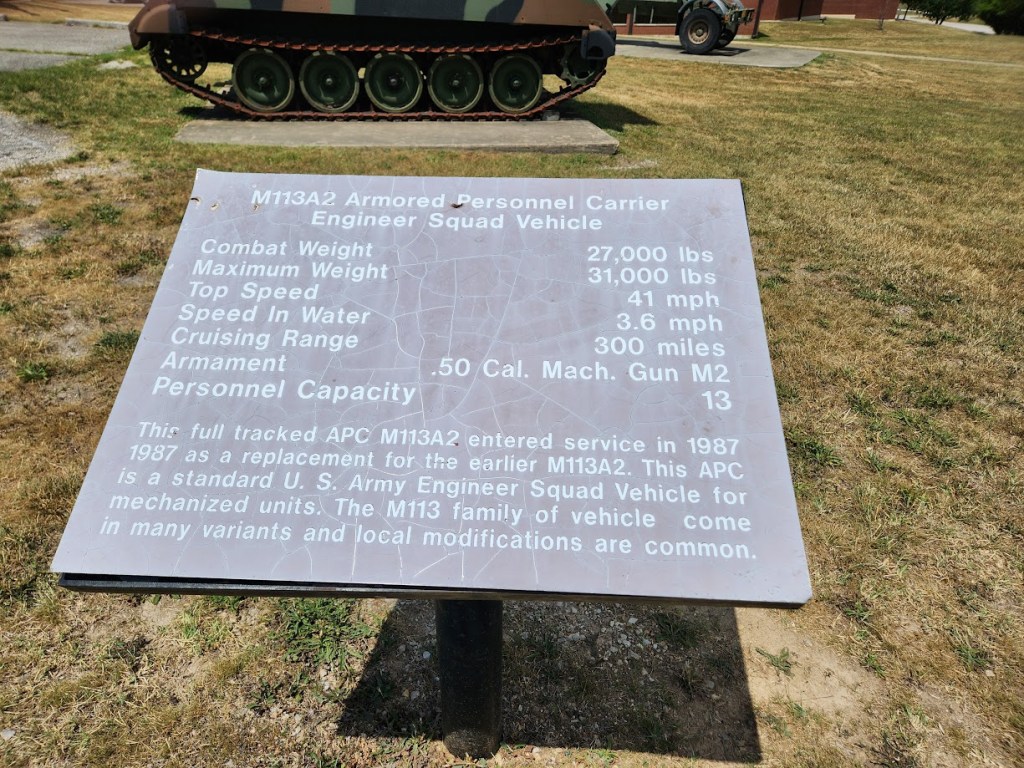 M113A2 Armored Personnel Carrier
Engineer Squad Vehicle
Combat Weight 27,000 lbs
Maximum Weight 31,000 lbs
Top Speed 41 mph
Speed In Water 3.6 mph
Cruising Range 300 miles
Armament .50 Cal. Mach. Gun M2
Personnel Capacity 13
This full tracked APC M113A2 entered service in 1987
1987 as a replacement for the earlier M113A2. This APC
is a standard U. S. Army Engineer Squad Vehicle for
mechanized units. The M113 family of vehicle come
in many variants and local modifications are common.